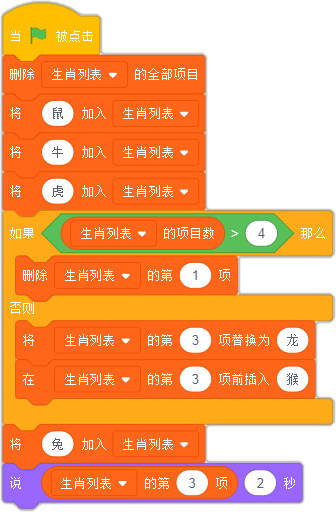 当 被点击
删除 生肖列表 的全部项目
将 鼠 加入 生肖列表
将 牛 加入 生肖列表
将 虎 加入 生肖列表
如果 生肖列表 的项目数 > 4 那么
删除 生肖列表 的第 1 项
否则
将 生肖列表 的第 3 项替换为 龙
在 生肖列表 的第 3 项前插入 猴
将 兔 加入 生肖列表
说 生肖列表 的第 3 项 2 秒